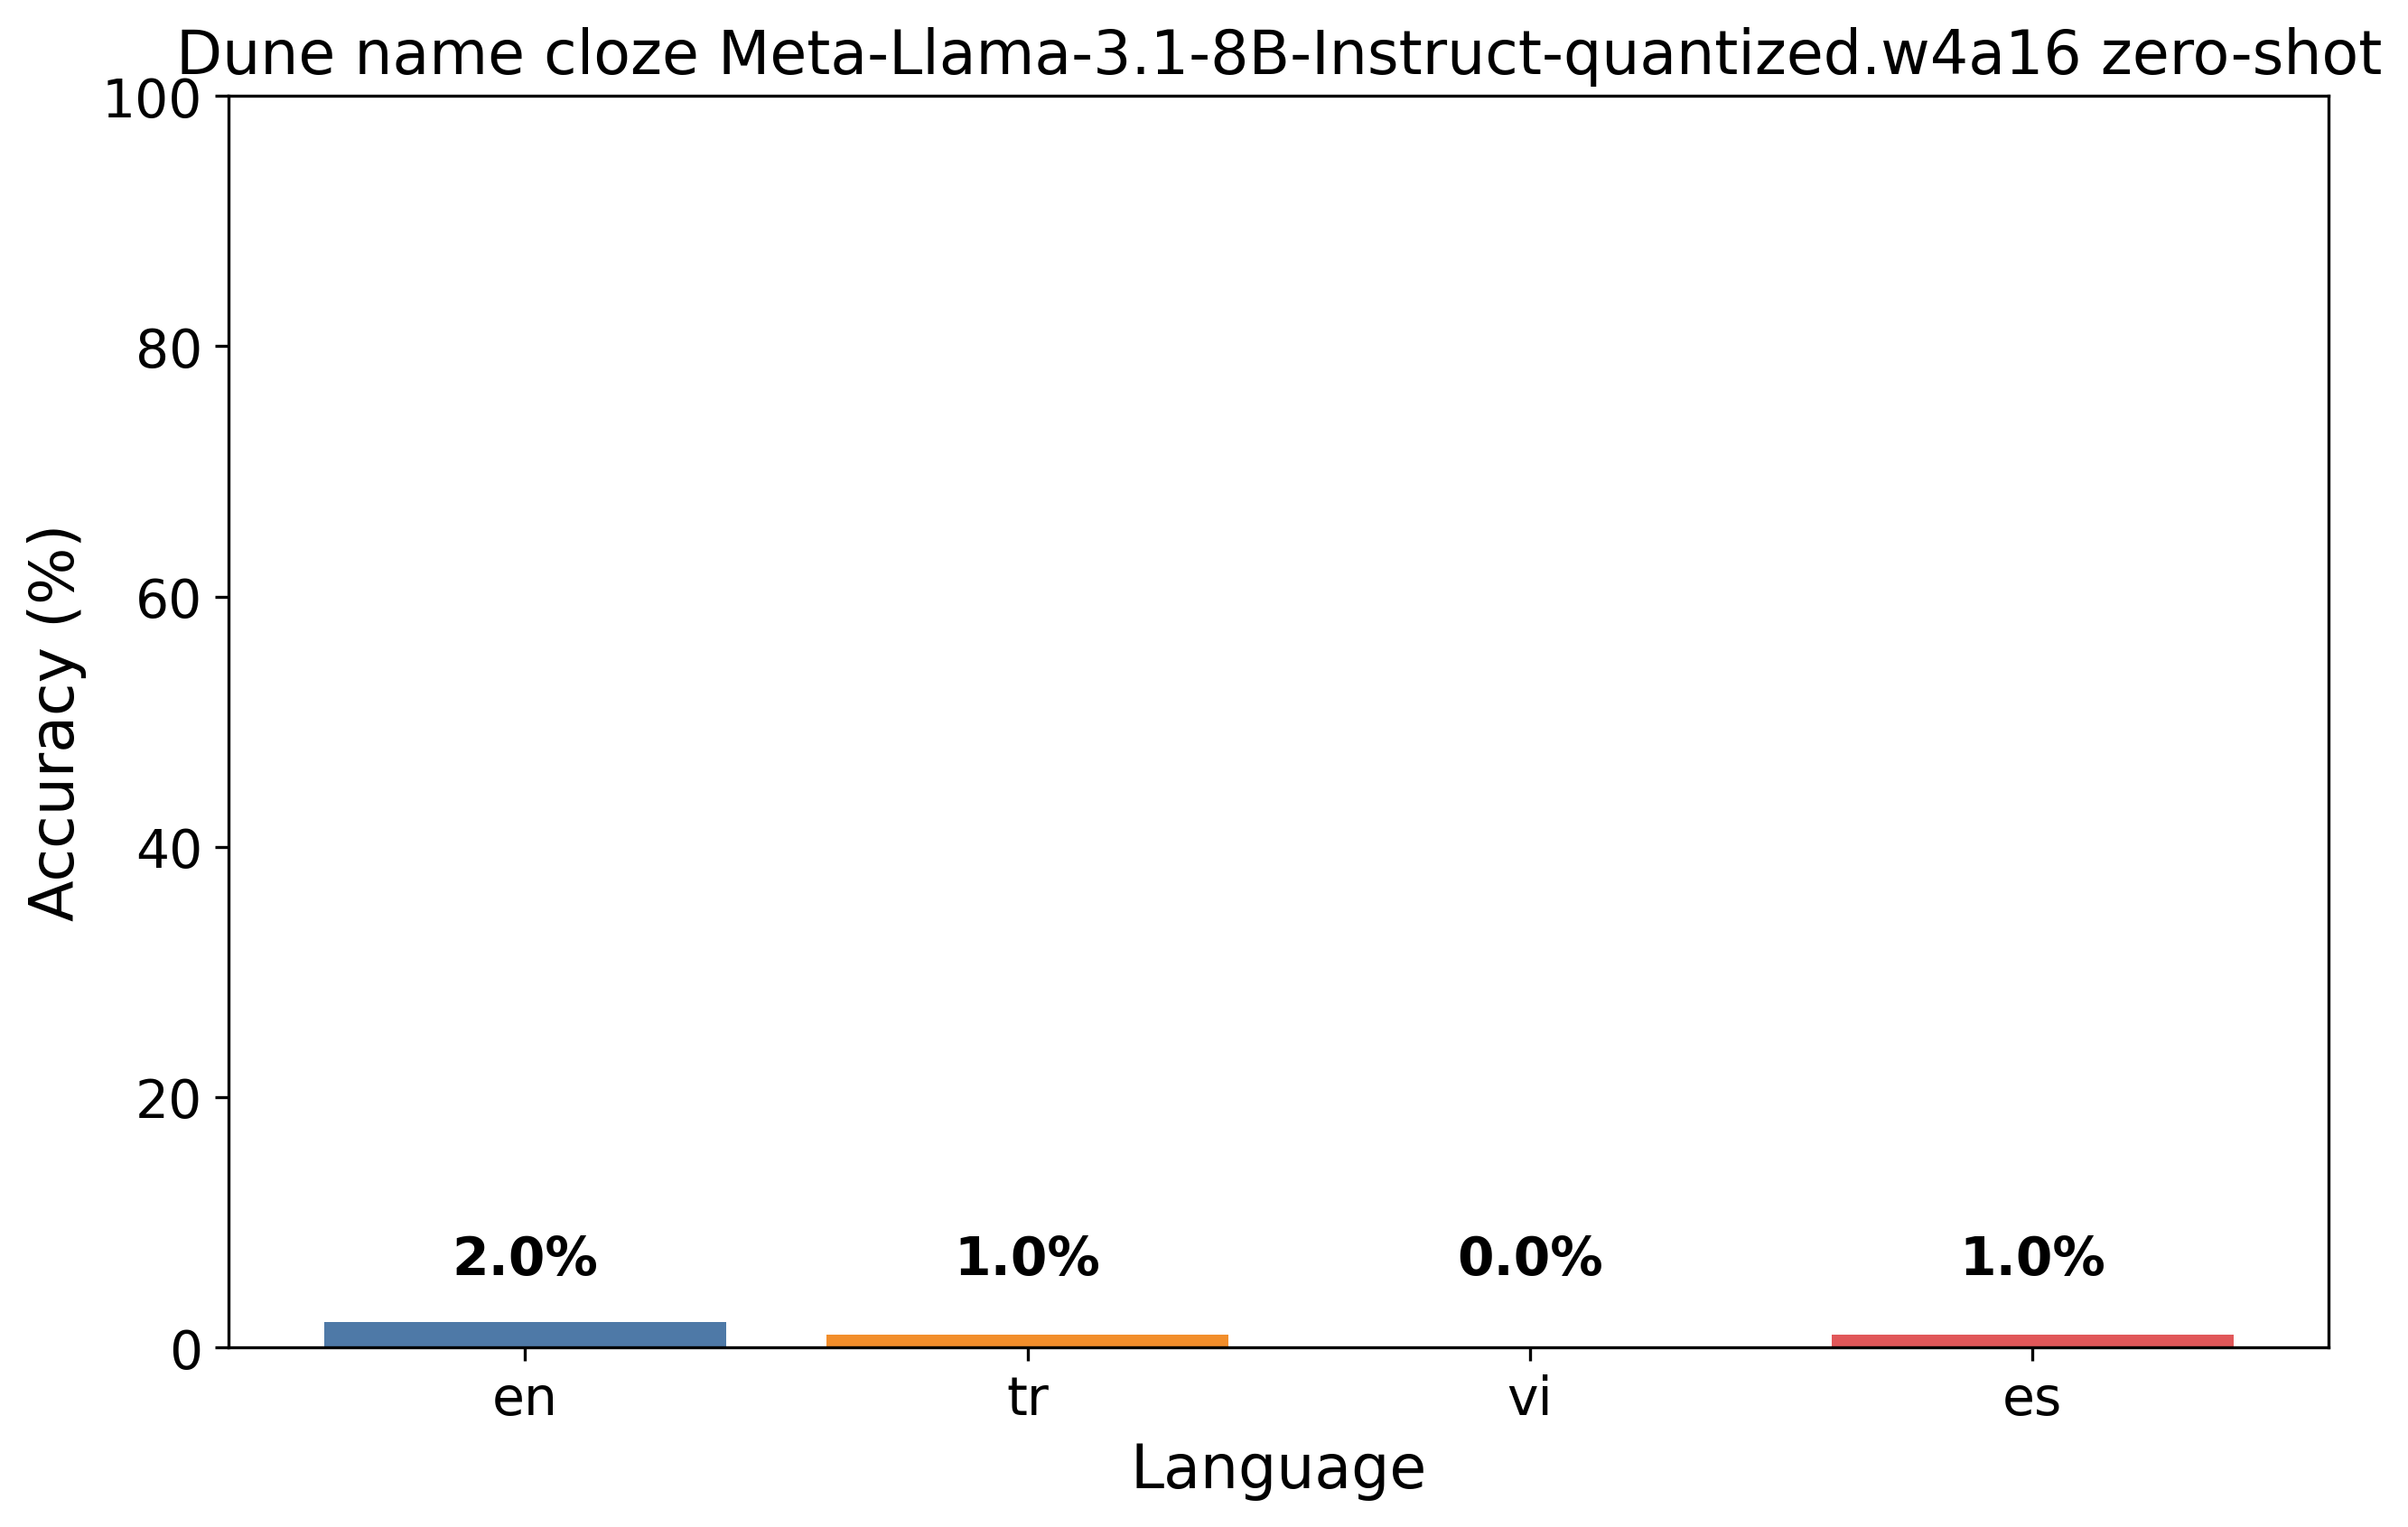 Dune name cloze Meta-Llama-3.1-8B-Instruct-quantized.w4a16 zero-shot
100
80
60
40
20
0
Accuracy (%)
2.0%
1.0%
0.0%
1.0%
en
tr
vi
es
Language